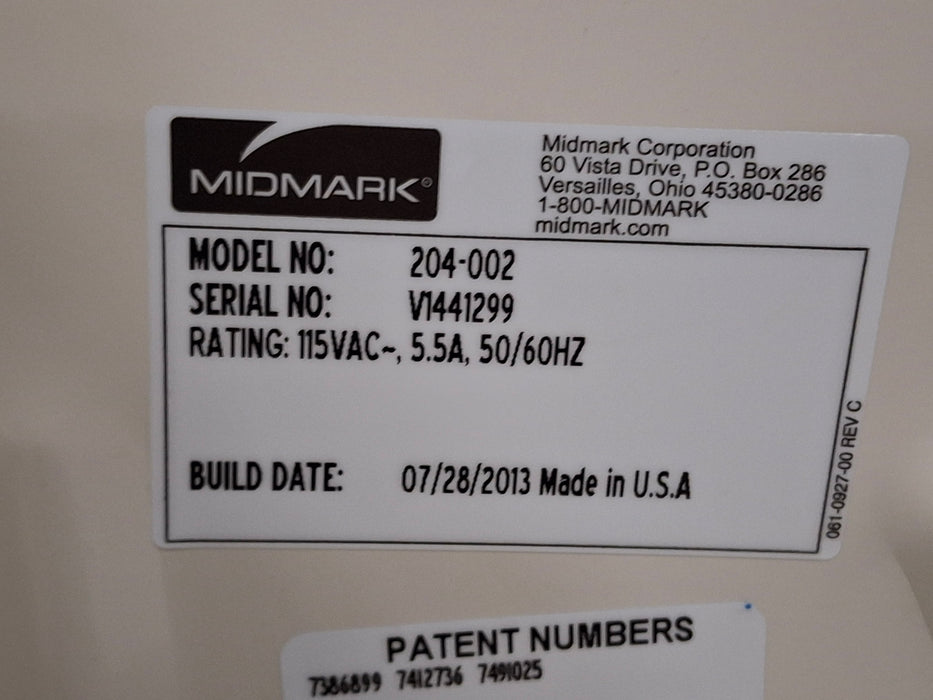 MIDMARK®
Midmark Corporation
60 Vista Drive, P.O. Box 286
Versailles, Ohio 45380-0286
1-800-MIDMARK
midmark.com
MODEL NO: 204-002
SERIAL NO: V1441299
RATING: 115VAC~, 5.5A, 50/60HZ
BUILD DATE: 07/28/2013 Made in U.S.A
061-0927-00 REV C
PATENT NUMBERS
7386899 7412736 7491025